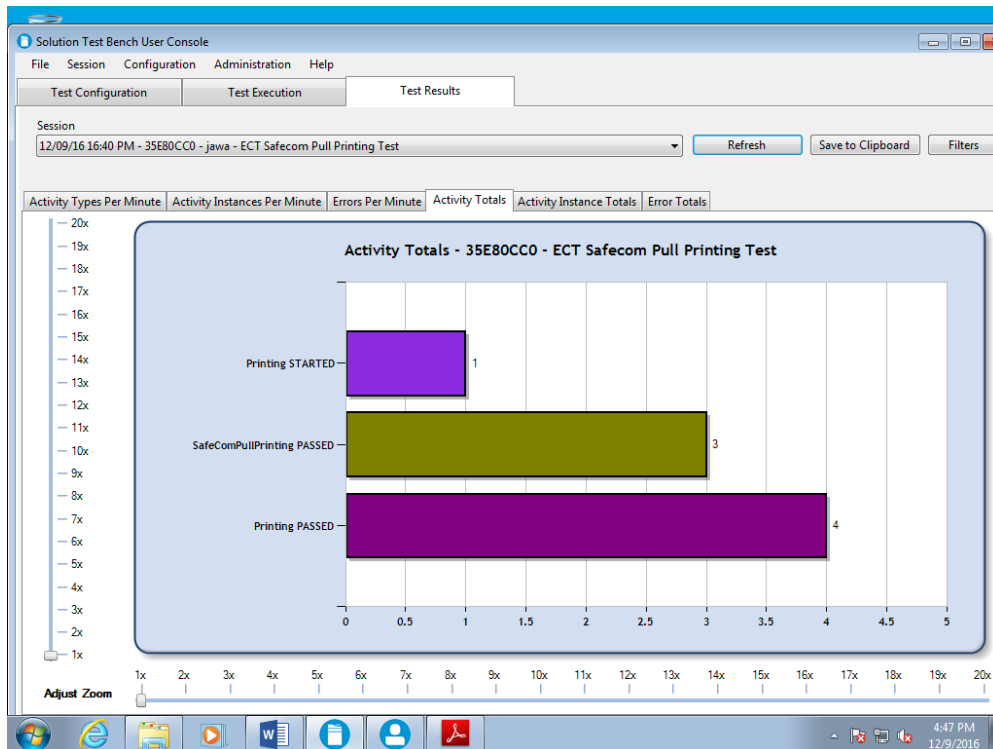 Solution Test Bench User Console
File Session Configuration Administration Help
Test Configuration Test Execution Test Results
Session
12/09/16 16:40 PM - 35E80CC0 - jawa - ECT Safecom Pull Printing Test Refresh Save to Clipboard Filters
Activity Types Per Minute Activity Instances Per Minute Errors Per Minute Activity Totals Activity Instance Totals Error Totals
20x
19x
18x
17x
16x
15x
14x
13x
12x
11x
10x
9x
8x
7x
6x
5x
4x
3x
2x
1x
Activity Totals - 35E80CC0 - ECT Safecom Pull Printing Test
Printing STARTED 1
SafeComPullPrinting PASSED 3
Printing PASSED 4
0 0.5 1 1.5 2 2.5 3 3.5 4 4.5 5
1x 2x 3x 4x 5x 6x 7x 8x 9x 10x 11x 12x 13x 14x 15x 16x 17x 18x 19x 20x
Adjust Zoom
4:47 PM
12/9/2016